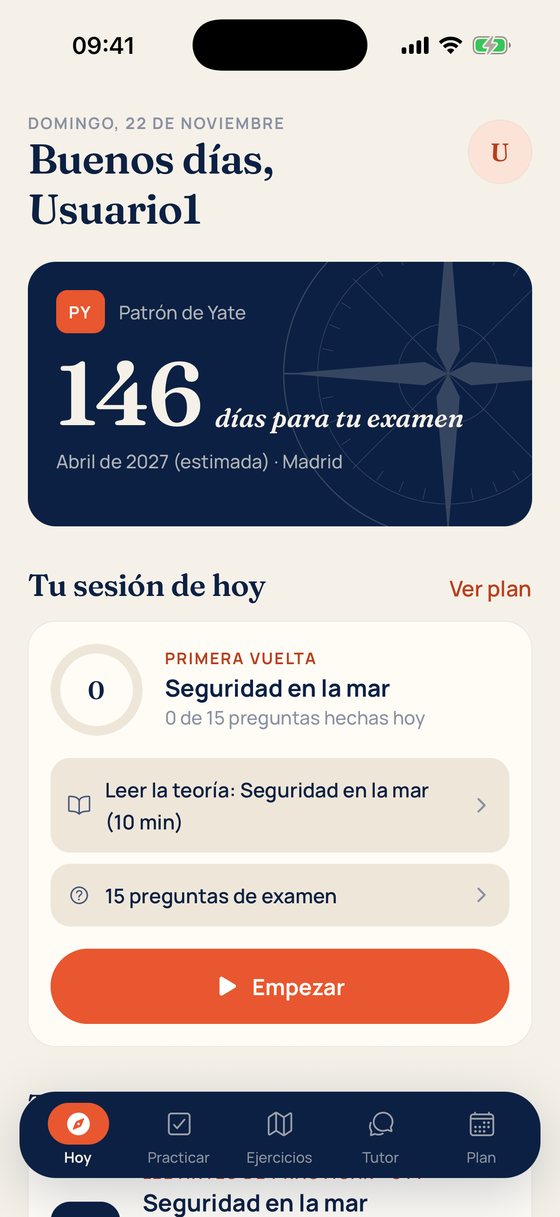 09:41
DOMINGO, 22 DE NOVIEMBRE
Buenos días,
Usuario1
U
PY
Patrón de Yate
146 días para tu examen
Abril de 2027 (estimada) · Madrid
Tu sesión de hoy
Ver plan
0
PRIMERA VUELTA
Seguridad en la mar
0 de 15 preguntas hechas hoy
Leer la teoría: Seguridad en la mar
(10 min)
15 preguntas de examen
Empezar
Hoy
Practicar
Ejercicios
Tutor
Plan
Seguridad en la mar